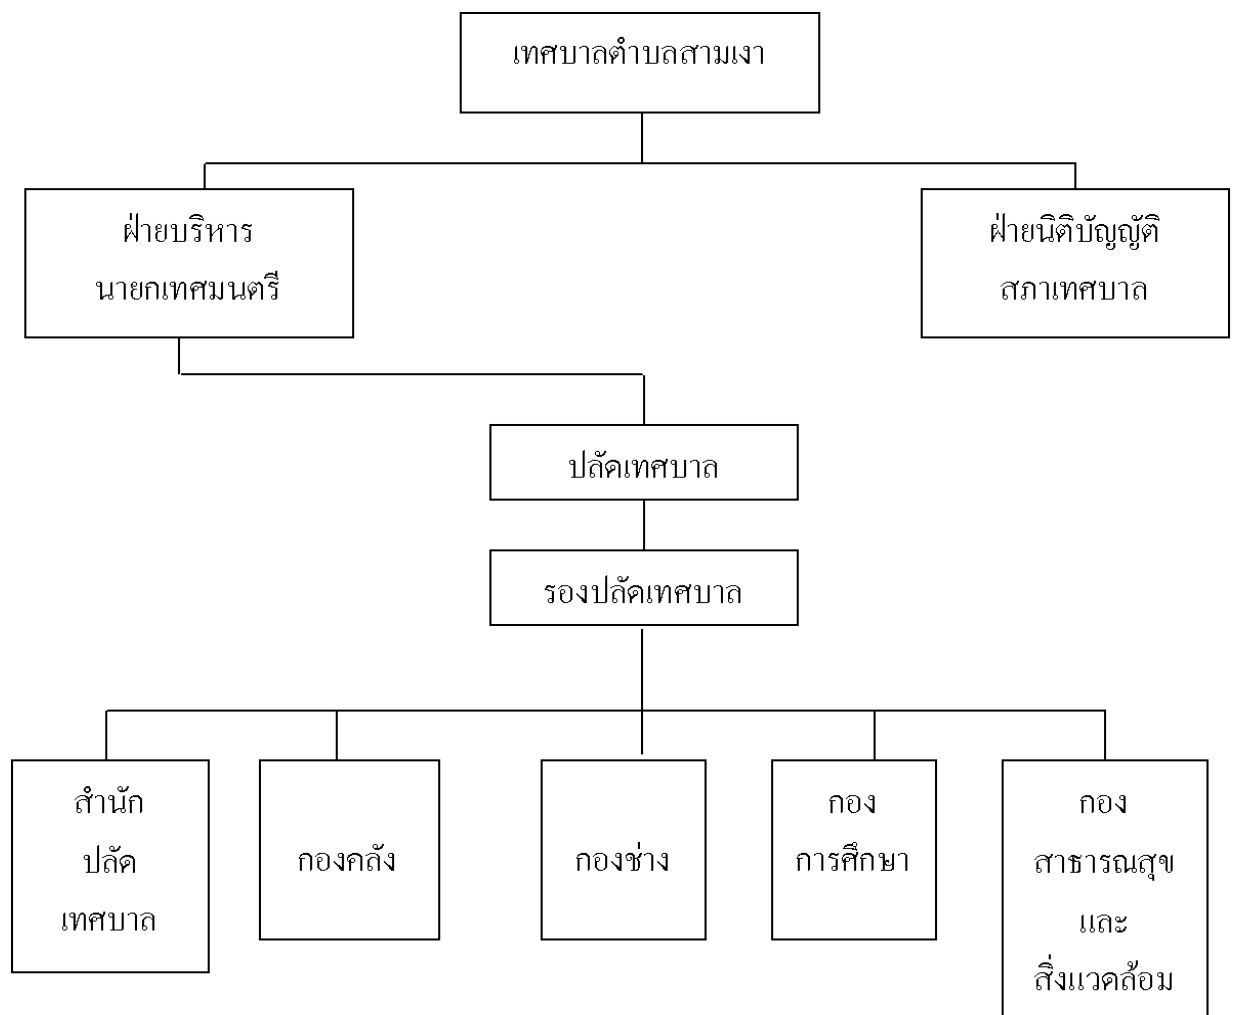 เทศบาลตำบลสามเงา
ฝ่ายบริหาร
นายกเทศมนตรี
ฝ่ายนิติบัญญัติ
สภาเทศบาล
ปลัดเทศบาล
รองปลัดเทศบาล
สำนัก
ปลัด
เทศบาล
กองคลัง
กองช่าง
กอง
การศึกษา
กอง
สาธารณสุข
และ
สิ่งแวดล้อม